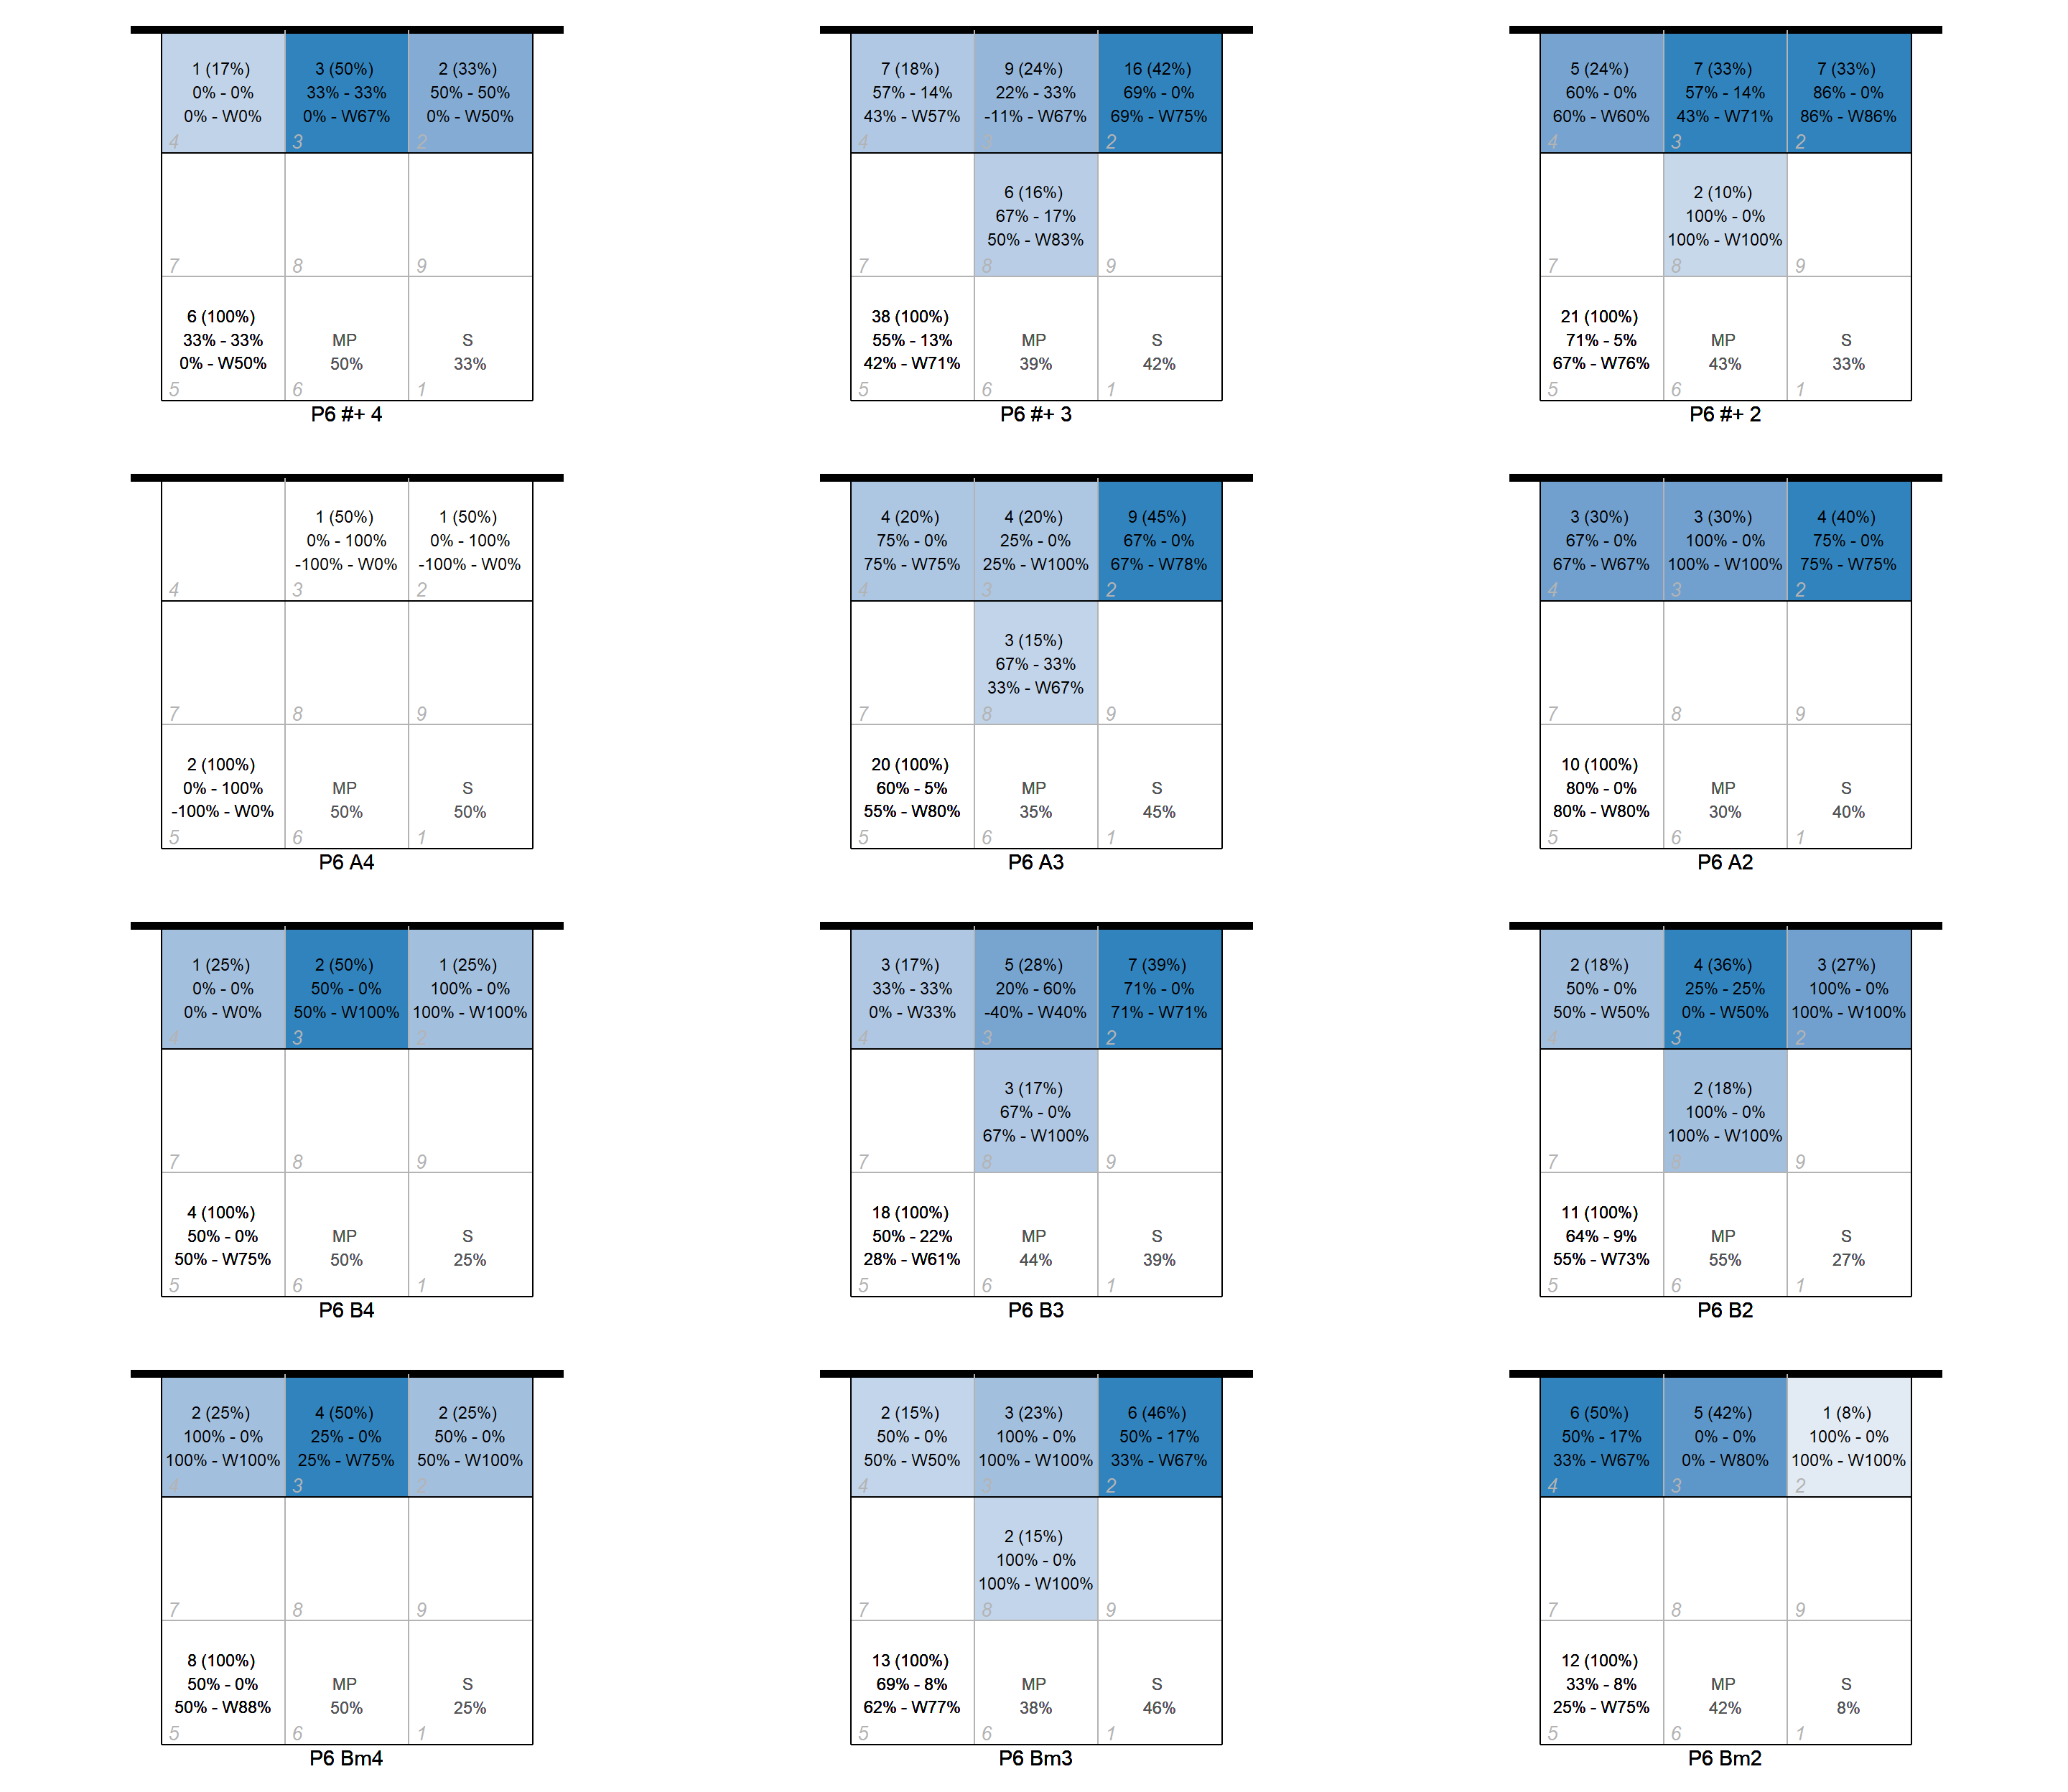 1 (17%) 3 (50%) 2 (33%)
0% - 0% 33% - 33% 50% - 50%
0% - W0% 0% - W67% 0% - W50%
4 3 2
7 8 9
6 (100%)
33% - 33% MP S
0% - W50% 50% 33%
5 6 1
P6 #+ 4
7 (18%) 9 (24%) 16 (42%)
57% - 14% 22% - 33% 69% - 0%
43% - W57% -11% - W67% 69% - W75%
4 3 2
6 (16%)
67% - 17%
50% - W83%
7 8 9
38 (100%)
55% - 13% MP S
42% - W71% 39% 42%
5 6 1
P6 #+ 3
5 (24%) 7 (33%) 7 (33%)
60% - 0% 57% - 14% 86% - 0%
60% - W60% 43% - W71% 86% - W86%
4 3 2
2 (10%)
100% - 0%
100% - W100%
7 8 9
21 (100%)
71% - 5% MP S
67% - W76% 43% 33%
5 6 1
P6 #+ 2
1 (50%) 1 (50%)
0% - 100% 0% - 100%
-100% - W0% -100% - W0%
4 3 2
7 8 9
2 (100%)
0% - 100% MP S
-100% - W0% 50% 50%
5 6 1
P6 A4
4 (20%) 4 (20%) 9 (45%)
75% - 0% 25% - 0% 67% - 0%
75% - W75% 25% - W100% 67% - W78%
4 3 2
3 (15%)
67% - 33%
33% - W67%
7 8 9
20 (100%)
60% - 5% MP S
55% - W80% 35% 45%
5 6 1
P6 A3
3 (30%) 3 (30%) 4 (40%)
67% - 0% 100% - 0% 75% - 0%
67% - W67% 100% - W100% 75% - W75%
4 3 2
7 8 9
10 (100%)
80% - 0% MP S
80% - W80% 30% 40%
5 6 1
P6 A2
1 (25%) 2 (50%) 1 (25%)
0% - 0% 50% - 0% 100% - 0%
0% - W0% 50% - W100% 100% - W100%
4 3 2
7 8 9
4 (100%)
50% - 0% MP S
50% - W75% 50% 25%
5 6 1
P6 B4
3 (17%) 5 (28%) 7 (39%)
33% - 33% 20% - 60% 71% - 0%
0% - W33% -40% - W40% 71% - W71%
4 3 2
3 (17%)
67% - 0%
67% - W100%
7 8 9
18 (100%)
50% - 22% MP S
28% - W61% 44% 39%
5 6 1
P6 B3
2 (18%) 4 (36%) 3 (27%)
50% - 0% 25% - 25% 100% - 0%
50% - W50% 0% - W50% 100% - W100%
4 3 2
2 (18%)
100% - 0%
100% - W100%
7 8 9
11 (100%)
64% - 9% MP S
55% - W73% 55% 27%
5 6 1
P6 B2
2 (25%) 4 (50%) 2 (25%)
100% - 0% 25% - 0% 50% - 0%
100% - W100% 25% - W75% 50% - W100%
4 3 2
7 8 9
8 (100%)
50% - 0% MP S
50% - W88% 50% 25%
5 6 1
P6 Bm4
2 (15%) 3 (23%) 6 (46%)
50% - 0% 100% - 0% 50% - 17%
50% - W50% 100% - W100% 33% - W67%
4 3 2
2 (15%)
100% - 0%
100% - W100%
7 8 9
13 (100%)
69% - 8% MP S
62% - W77% 38% 46%
5 6 1
P6 Bm3
6 (50%) 5 (42%) 1 (8%)
50% - 17% 0% - 0% 100% - 0%
33% - W67% 0% - W80% 100% - W100%
4 3 2
7 8 9
12 (100%)
33% - 8% MP S
25% - W75% 42% 8%
5 6 1
P6 Bm2